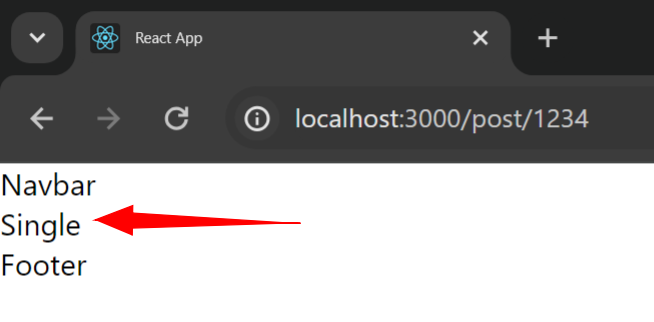 React App
localhost:3000/post/1234
Navbar
Single
Footer